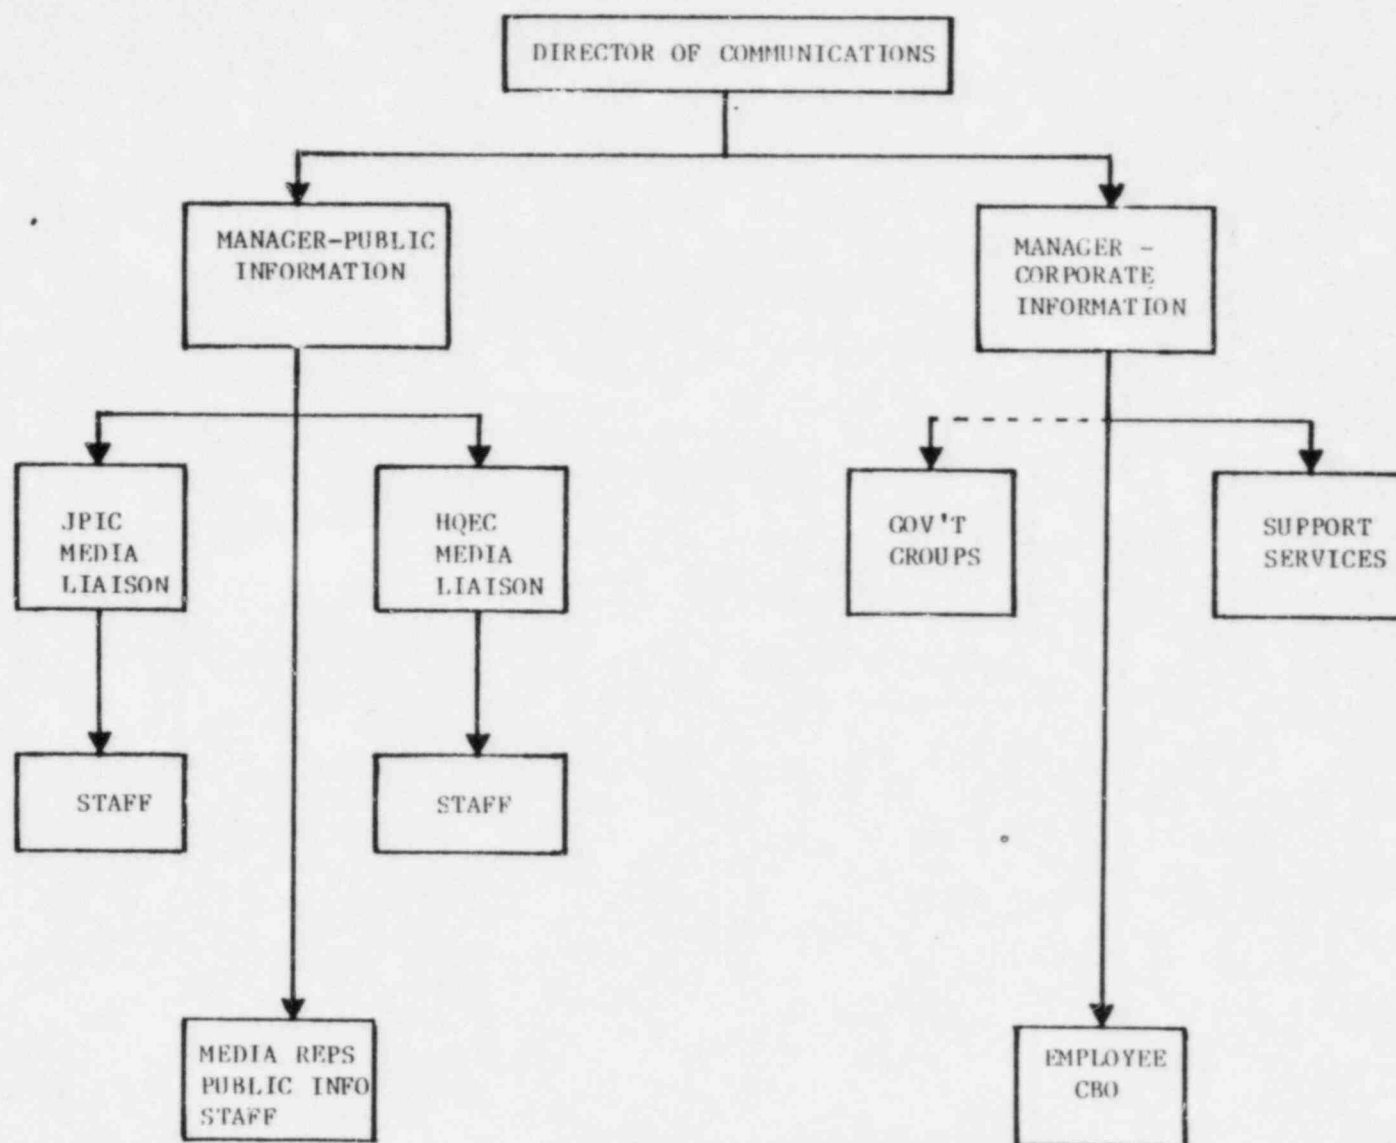 DIRECTOR OF COMMUNICATIONS
MANAGER-PUBLIC
INFORMATION
MANAGER -
CORPORATE
INFORMATION
JPIC
MEDIA
LIAISON
HQEC
MEDIA
LIAISON
GOV'T
GROUPS
SUPPORT
SERVICES
STAFF
STAFF
MEDIA REPS
PUBLIC INFO
STAFF
EMPLOYEE
CBO